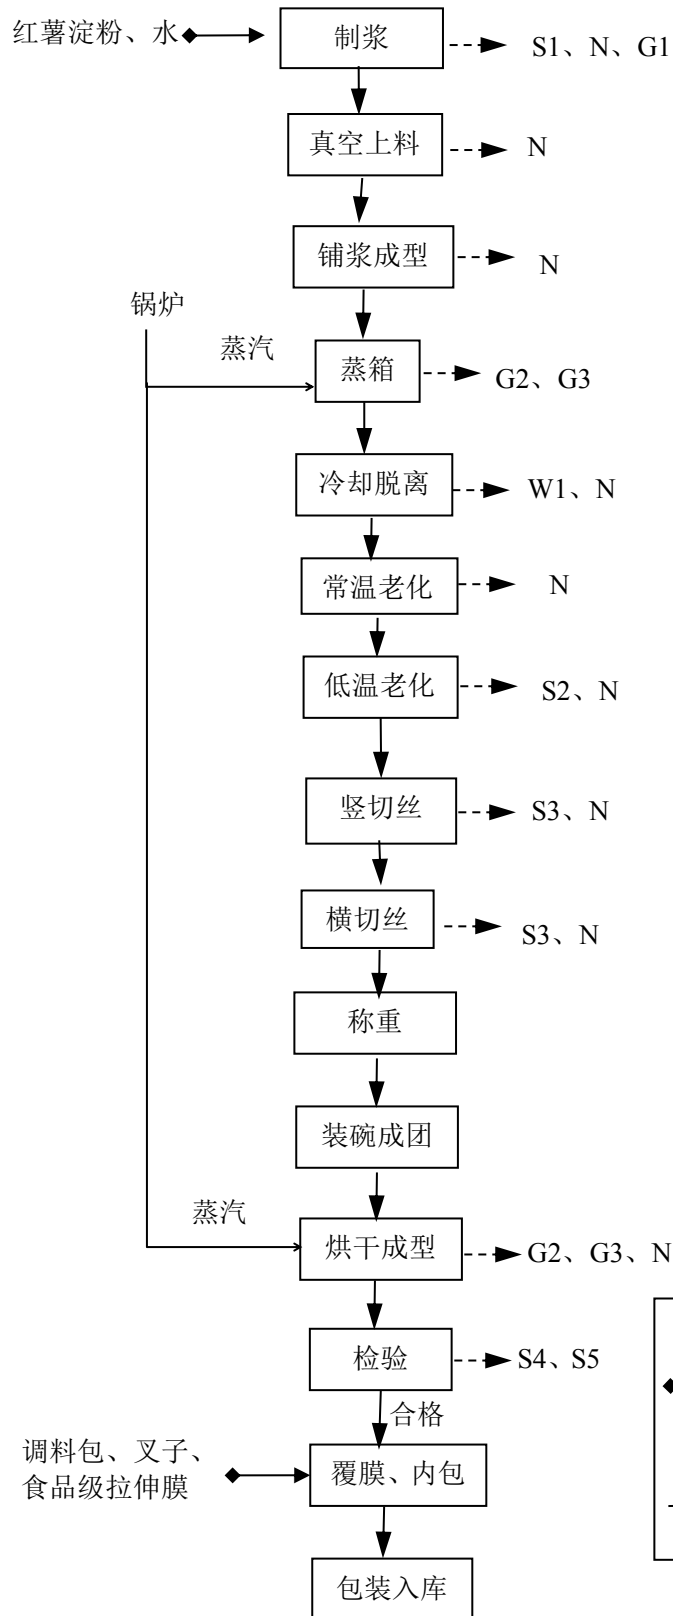 红薯淀粉、水
制浆
S1、N、G1
真空上料
N
铺浆成型
N
锅炉
蒸汽
蒸箱
G2、G3
冷却脱离
W1、N
常温老化
N
低温老化
S2、N
竖切丝
S3、N
横切丝
S3、N
称重
装碗成团
蒸汽
烘干成型
G2、G3、N
检验
S4、S5
合格
调料包、叉子、
食品级拉伸膜
覆膜、内包
包装入库